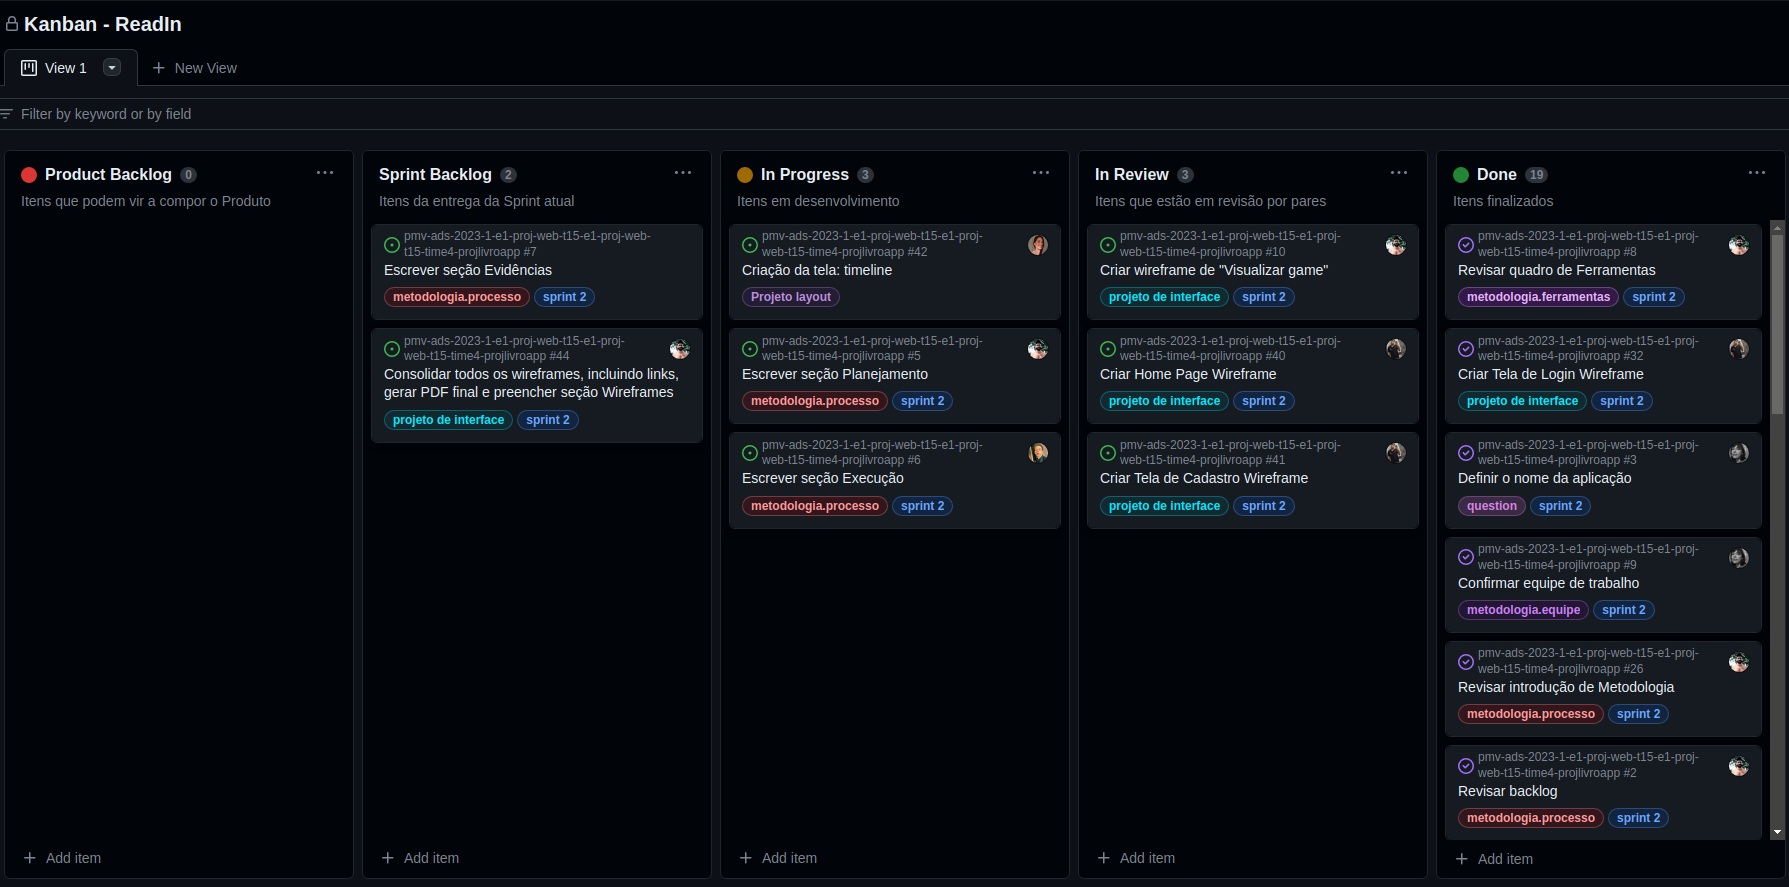 Kanban - ReadIn
View 1
New View
Filter by keyword or by field
Product Backlog 0
Itens que podem vir a compor o Produto
Add item
Sprint Backlog 2
Itens da entrega da Sprint atual
pmv-ads-2023-1-e1-proj-web-t15-e1-proj-web-
t15-time4-projlivroapp #7
Escrever seção Evidências
metodologia.processo sprint 2
pmv-ads-2023-1-e1-proj-web-t15-e1-proj-
web-t15-time4-projlivroapp #44
Consolidar todos os wireframes, incluindo links,
gerar PDF final e preencher seção Wireframes
projeto de interface sprint 2
Add item
In Progress 3
Itens em desenvolvimento
pmv-ads-2023-1-e1-proj-web-t15-e1-proj-
web-t15-time4-projlivroapp #42
Criação da tela: timeline
Projeto layout
pmv-ads-2023-1-e1-proj-web-t15-e1-proj-
web-t15-time4-projlivroapp #5
Escrever seção Planejamento
metodologia.processo sprint 2
pmv-ads-2023-1-e1-proj-web-t15-e1-proj-
web-t15-time4-projlivroapp #6
Escrever seção Execução
metodologia.processo sprint 2
Add item
In Review 3
Itens que estão em revisão por pares
pmv-ads-2023-1-e1-proj-web-t15-e1-proj-
web-t15-time4-projlivroapp #10
Criar wireframe de "Visualizar game"
projeto de interface sprint 2
pmv-ads-2023-1-e1-proj-web-t15-e1-proj-
web-t15-time4-projlivroapp #40
Criar Home Page Wireframe
projeto de interface sprint 2
pmv-ads-2023-1-e1-proj-web-t15-e1-proj-
web-t15-time4-projlivroapp #41
Criar Tela de Cadastro Wireframe
projeto de interface sprint 2
Add item
Done 19
Itens finalizados
pmv-ads-2023-1-e1-proj-web-t15-e1-proj-
web-t15-time4-projlivroapp #8
Revisar quadro de Ferramentas
metodologia.ferramentas sprint 2
pmv-ads-2023-1-e1-proj-web-t15-e1-proj-
web-t15-time4-projlivroapp #32
Criar Tela de Login Wireframe
projeto de interface sprint 2
pmv-ads-2023-1-e1-proj-web-t15-e1-proj-
web-t15-time4-projlivroapp #3
Definir o nome da aplicação
question sprint 2
pmv-ads-2023-1-e1-proj-web-t15-e1-proj-
web-t15-time4-projlivroapp #9
Confirmar equipe de trabalho
metodologia.equipe sprint 2
pmv-ads-2023-1-e1-proj-web-t15-e1-proj-
web-t15-time4-projlivroapp #26
Revisar introdução de Metodologia
metodologia.processo sprint 2
pmv-ads-2023-1-e1-proj-web-t15-e1-proj-
web-t15-time4-projlivroapp #2
Revisar backlog
metodologia.processo sprint 2
Add item